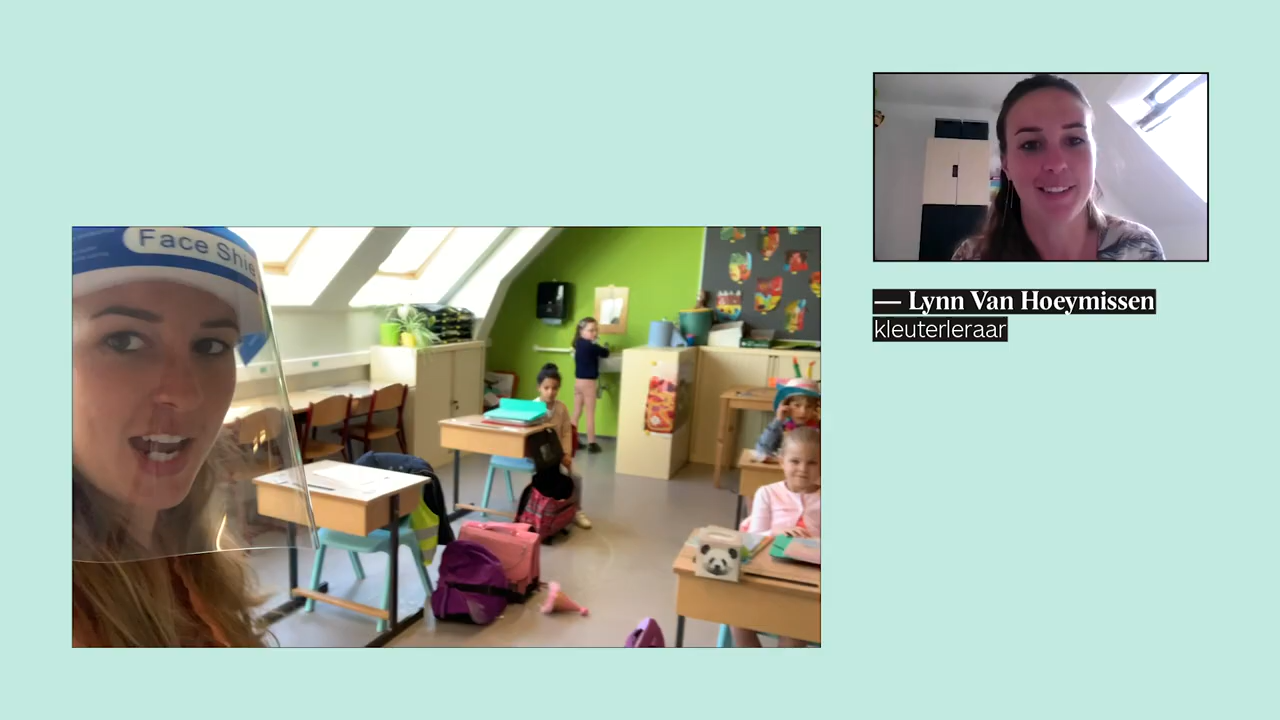 Face Shie
— Lynn Van Hoeymissen
kleuterleraar